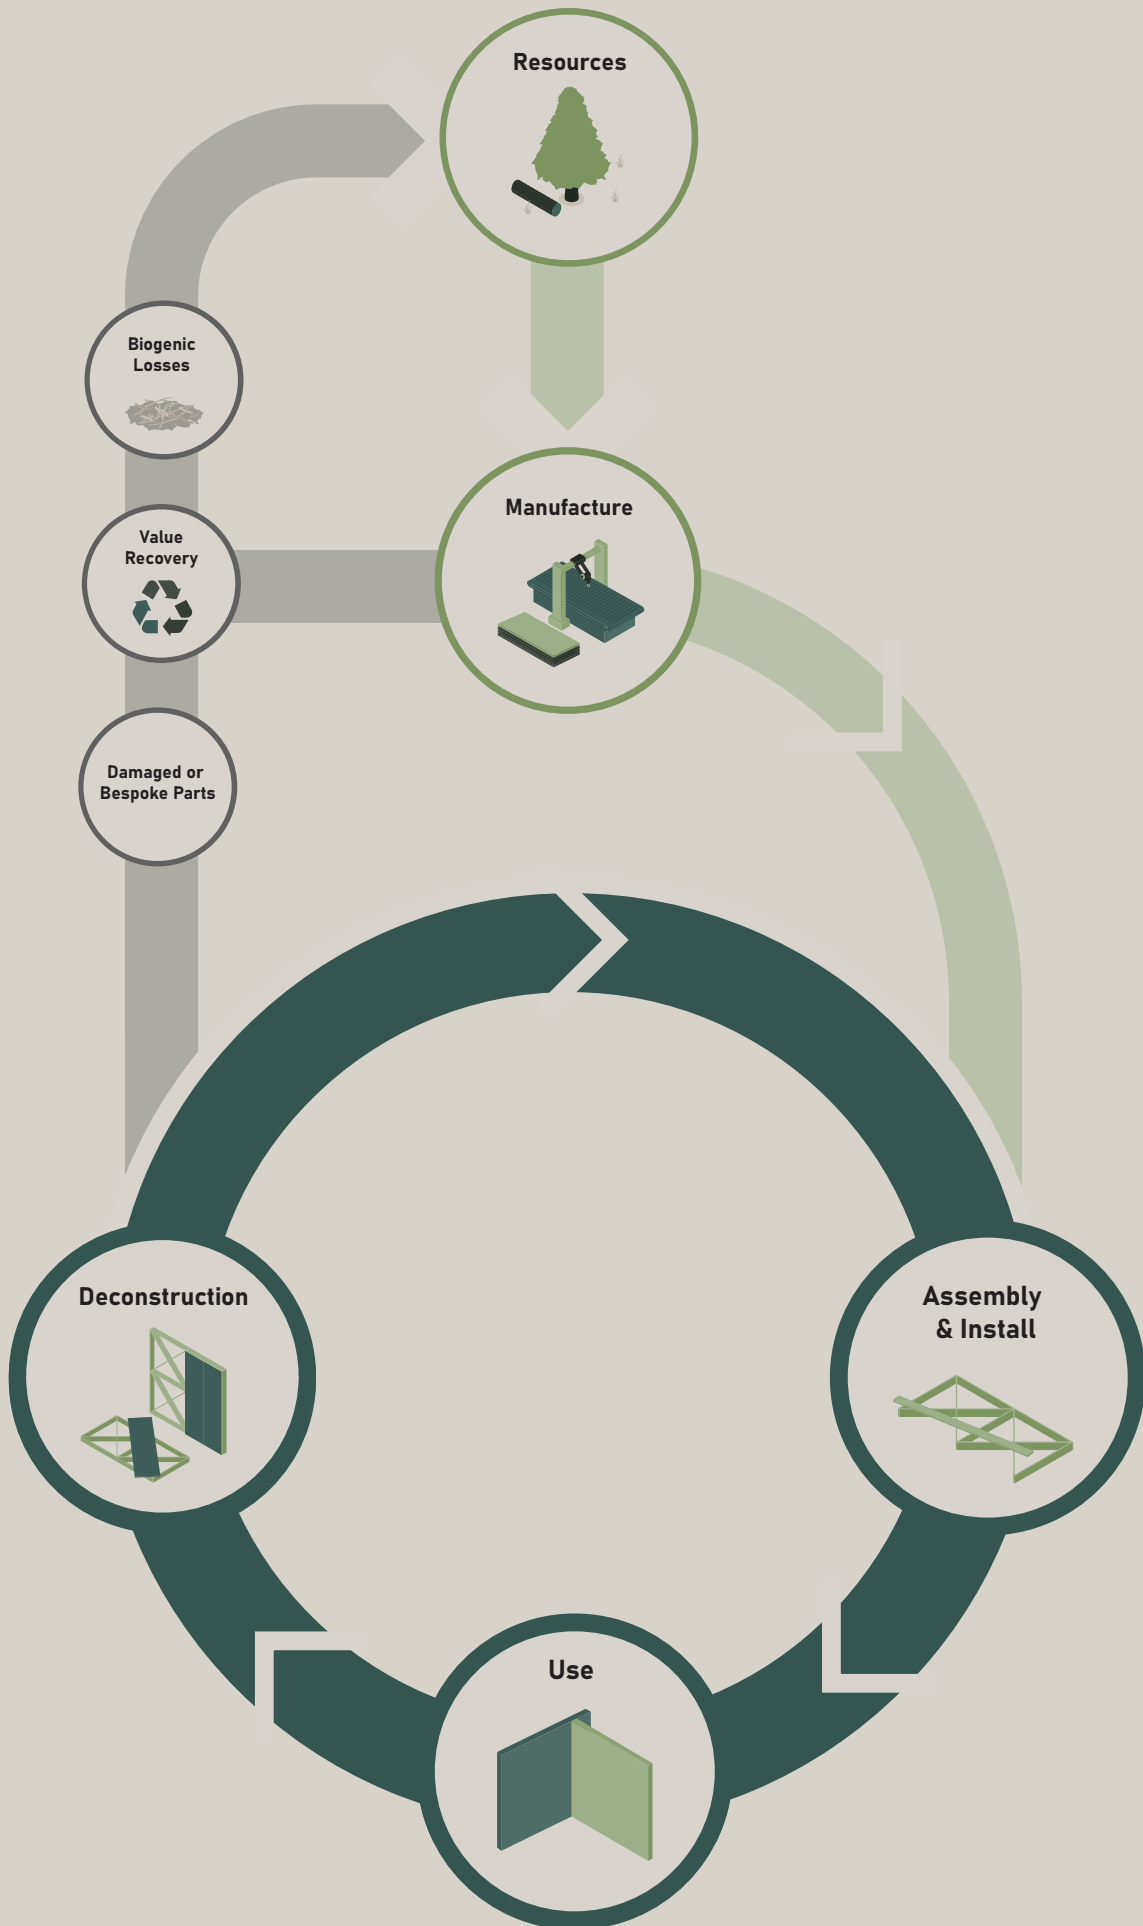 Resources
Biogenic
Losses
Manufacture
Value
Recovery
Damaged or
Bespoke Parts
Deconstruction
Assembly
& Install
Use